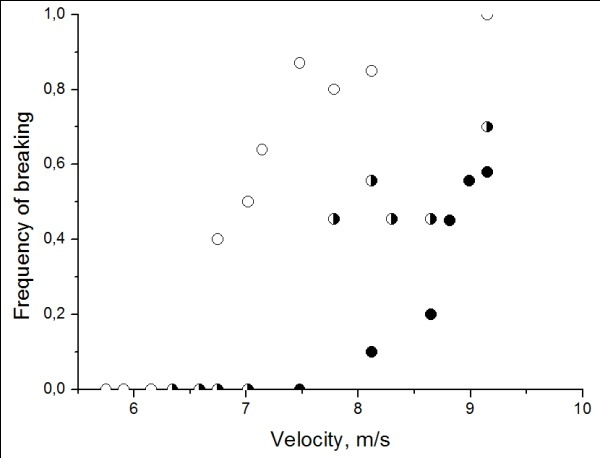 1,0
0,8
0,6
0,4
0,2
0,0
Frequency of breaking
6 7 8 9 10
Velocity, m/s